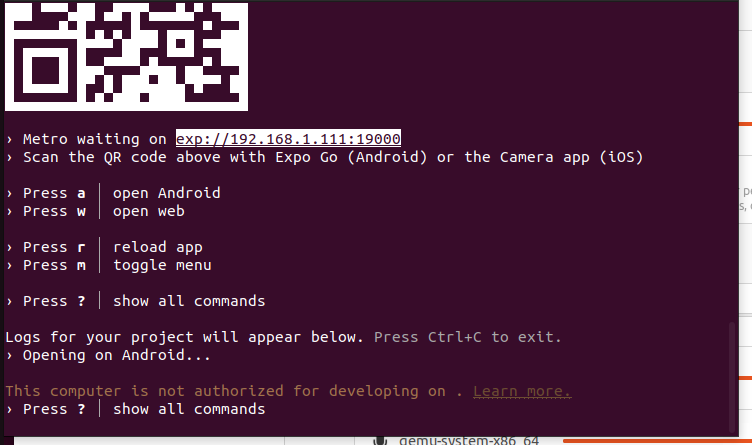 › Metro waiting on exp://192.168.1.111:19000
› Scan the QR code above with Expo Go (Android) or the Camera app (iOS)
› Press a │ open Android
› Press w │ open web
› Press r │ reload app
› Press m │ toggle menu
› Press ? │ show all commands
Logs for your project will appear below. Press Ctrl+C to exit.
› Opening on Android...
This computer is not authorized for developing on . Learn more.
› Press ? │ show all commands
qemu-system-x86_64